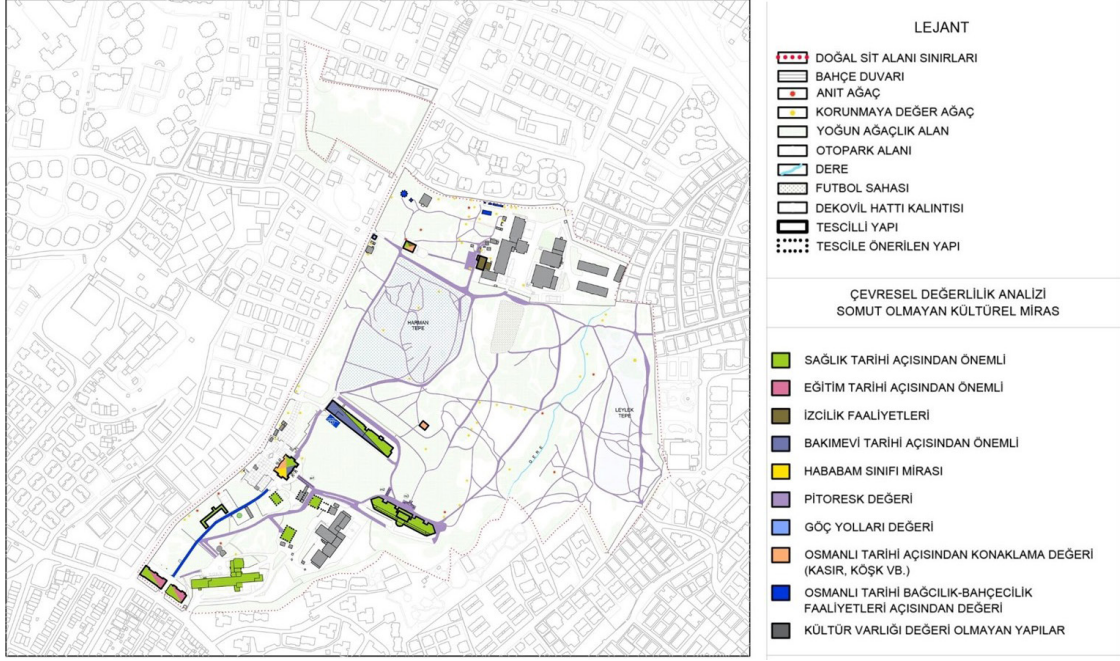 LEJANT
DOĞAL SİT ALANI SINIRLARI
BAHÇE DUVARI
ANIT AĞAÇ
KORUNMAYA DEĞER AĞAÇ
YOĞUN AĞAÇLIK ALAN
OTOPARK ALANI
DERE
FUTBOL SAHASI
DEKOVİL HATTI KALINTISI
TESCİLLİ YAPI
TESCİLE ÖNERİLEN YAPI
ÇEVRESEL DEĞERLİLİK ANALİZİ
SOMUT OLMAYAN KÜLTÜREL MİRAS
SAĞLIK TARİHİ AÇISINDAN ÖNEMLİ
EĞİTİM TARİHİ AÇISINDAN ÖNEMLİ
İZCİLİK FAALİYETLERİ
BAKIMEVİ TARİHİ AÇISINDAN ÖNEMLİ
HABABAM SINIFI MİRASI
PİTORESK DEĞERİ
GÖÇ YOLLARI DEĞERİ
OSMANLI TARİHİ AÇISINDAN KONAKLAMA DEĞERİ
(KASIR, KÖŞK VB.)
OSMANLI TARİHİ BAĞCILIK-BAHÇECİLİK
FAALİYETLERİ AÇISINDAN DEĞERİ
KÜLTÜR VARLIĞI DEĞERİ OLMAYAN YAPILAR
HARMAN
TEPE
LEYLEK
TEPE
DERE